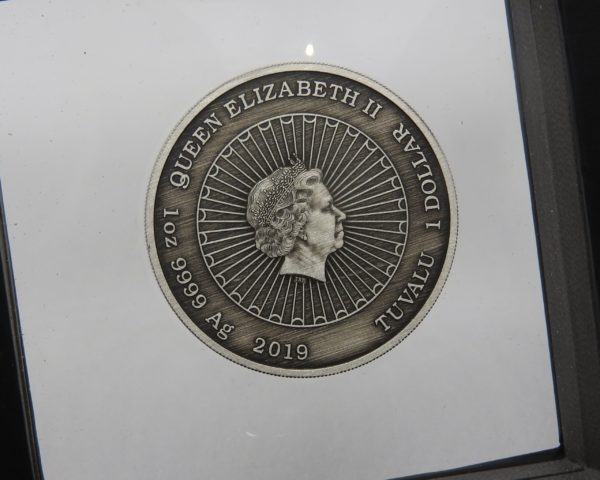 QUEEN ELIZABETH II
1 DOLLAR
TUVALU
2019
1oz 9999 Ag